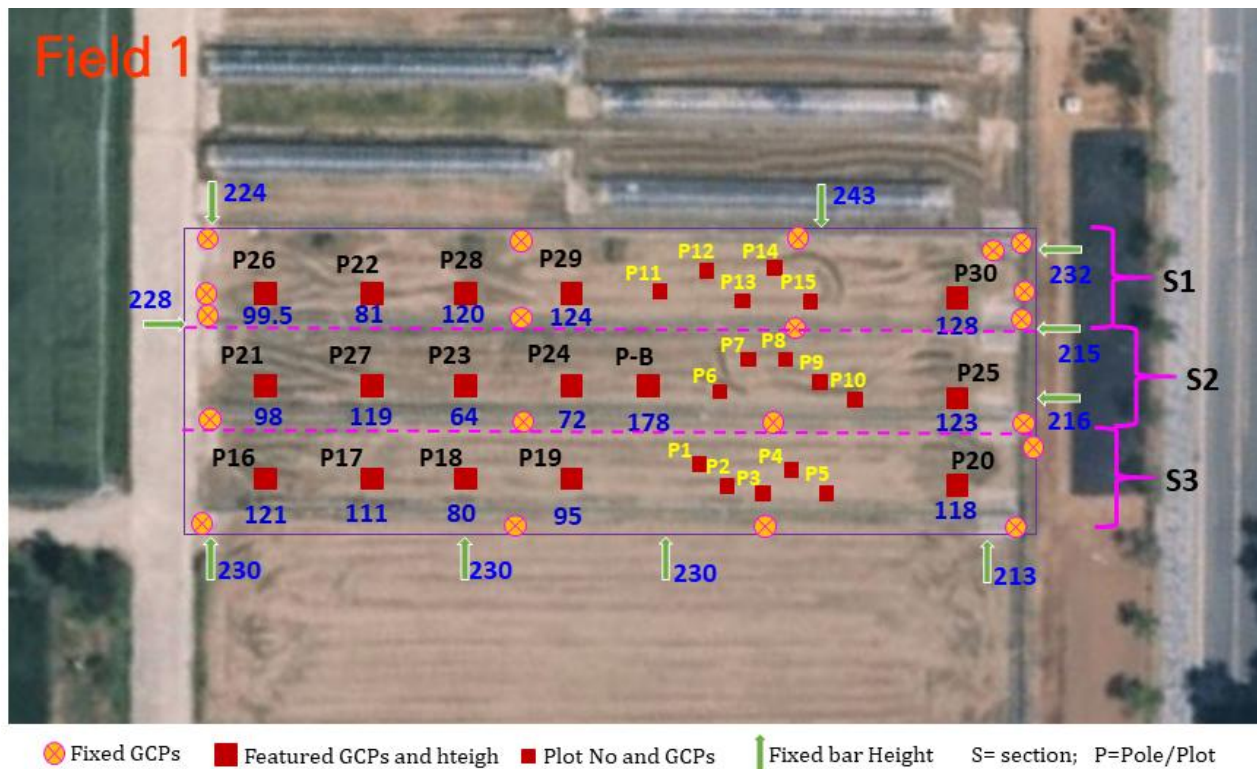 Field 1
224
243
P26
P22
P28
P29
P12
P14
P11
P13
P15
P30
232
S1
228
99.5
81
120
124
128
215
P21
P27
P23
P24
P-B
P7
P8
P9
P6
P10
P25
S2
98
119
64
72
178
123
216
P16
P17
P18
P19
P1
P2
P3
P4
P5
P20
S3
121
111
80
95
118
230
230
230
213
Fixed GCPs
Featured GCPs and hteigh
Plot No and GCPs
Fixed bar Height
S= section; P=Pole/Plot